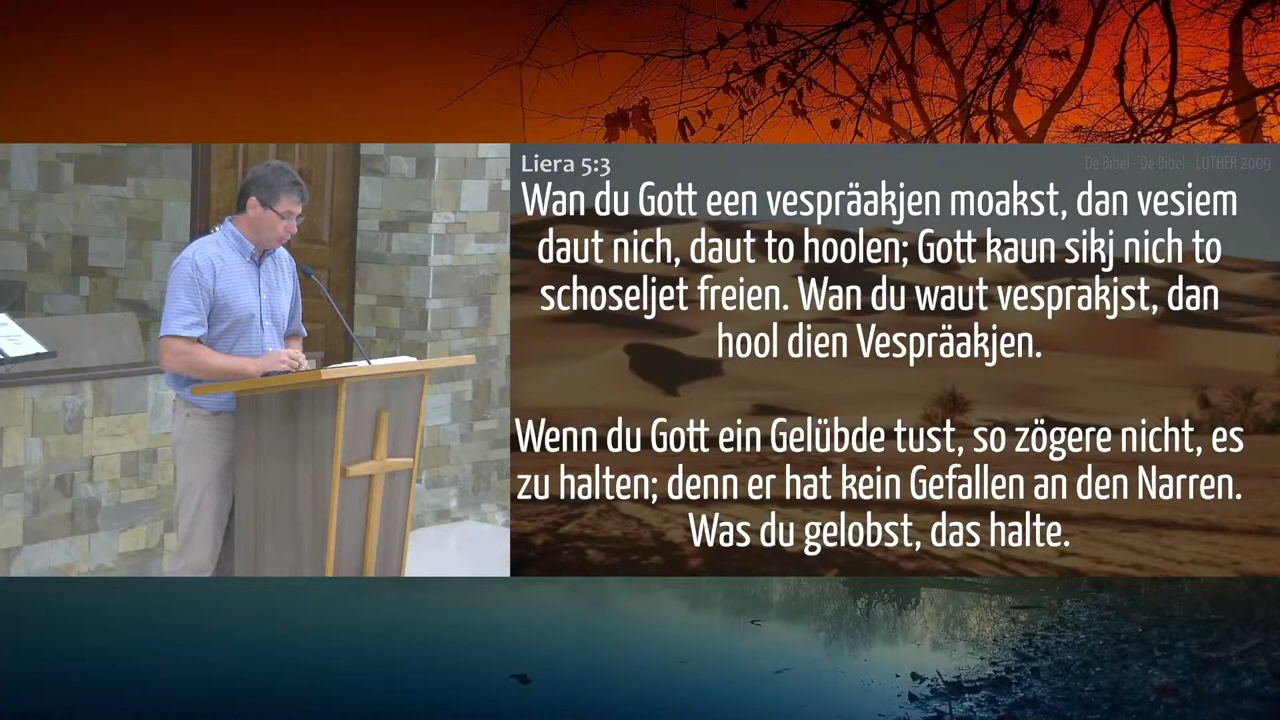 Liera 5:3
De Bibel - De Bibel - LUTHER 2009
Wan du Gott een vespräakjen moakst, dan vesiem
daut nich, daut to hoolen; Gott kaun sikj nich to
schoseljet freien. Wan du waut vesprakjst, dan
hool dien Vespräakjen.
Wenn du Gott ein Gelübde tust, so zögere nicht, es
zu halten; denn er hat kein Gefallen an den Narren.
Was du gelobst, das halte.